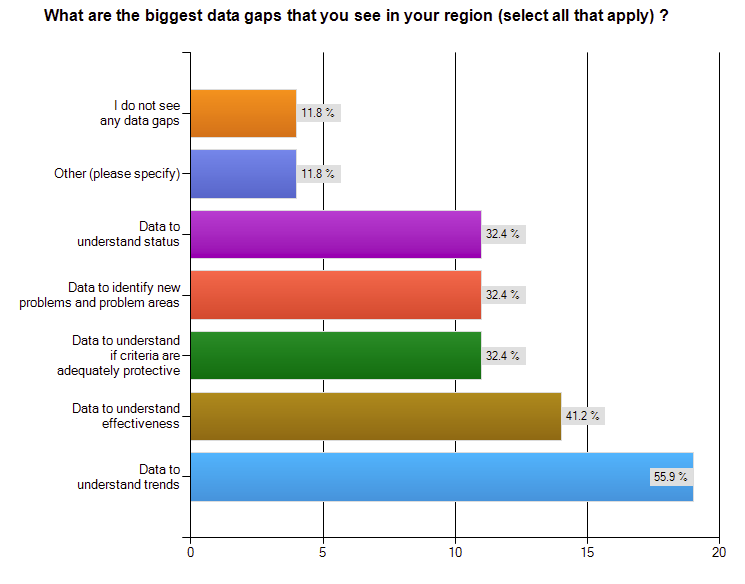 What are the biggest data gaps that you see in your region (select all that apply) ?
I do not see
any data gaps
11.8 %
Other (please specify)
11.8 %
Data to
understand status
32.4 %
Data to identify new
problems and problem areas
32.4 %
Data to understand
if criteria are
adequately protective
32.4 %
Data to understand
effectiveness
41.2 %
Data to
understand trends
55.9 %
0 5 10 15 20